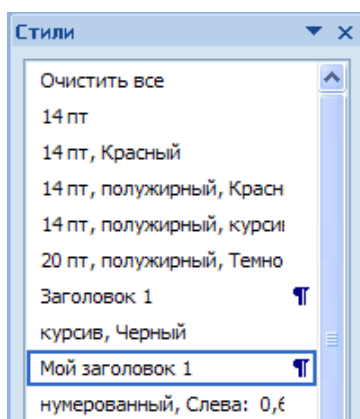 Стили
Очистить все
14 пт
14 пт, Красный
14 пт, полужирный, Красн
14 пт, полужирный, курси
20 пт, полужирный, Темно
Заголовок 1 ¶
курсив, Черный
Мой заголовок 1 ¶
нумерованный, Слева: 0,6